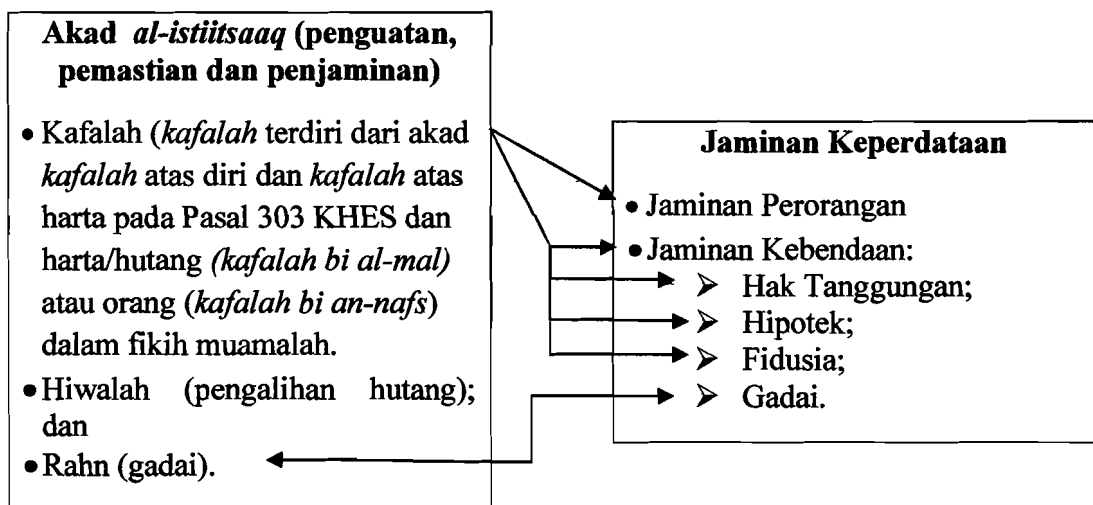 Akad al-istiitsaaq (penguatan,
pemastian dan penjaminan)
• Kafalah (kafalah terdiri dari akad
kafalah atas diri dan kafalah atas
harta pada Pasal 303 KHES dan
harta/hutang (kafalah bi al-mal)
atau orang (kafalah bi an-nafs)
dalam fikih muamalah.
• Hiwalah (pengalihan hutang);
dan
• Rahn (gadai).
Jaminan Keperdataan
• Jaminan Perorangan
• Jaminan Kebendaan:
➢ Hak Tanggungan;
➢ Hipotek;
➢ Fidusia;
➢ Gadai.